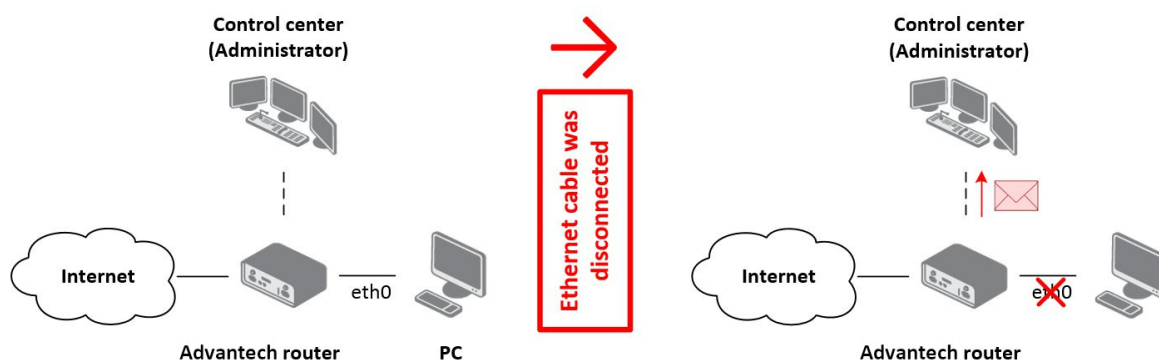 Control center
(Administrator)
Internet
eth0
Advantech router
PC
Ethernet cable was
disconnected
Control center
(Administrator)
Internet
eth0
Advantech router